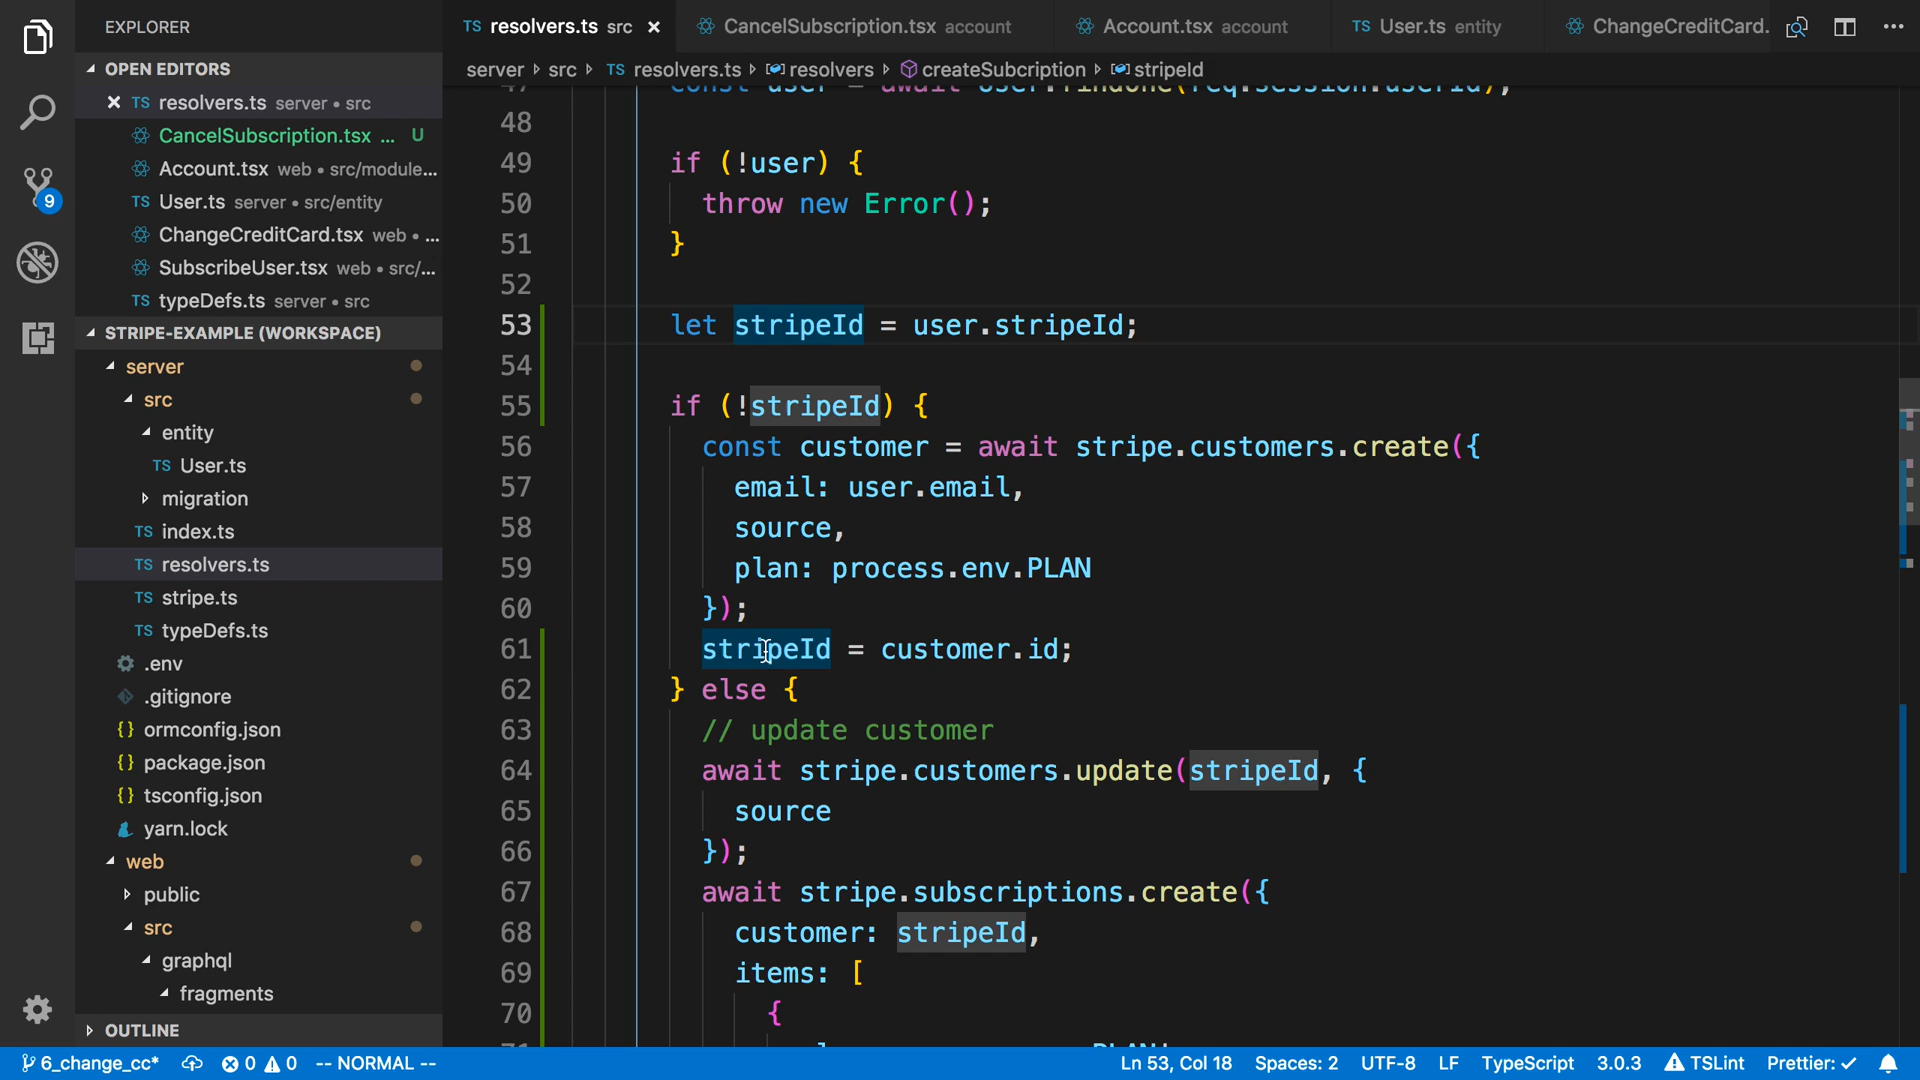 EXPLORER
OPEN EDITORS
TS resolvers.ts server • src
CancelSubscription.tsx ... U
Account.tsx web • src/module...
TS User.ts server • src/entity
ChangeCreditCard.tsx web • ...
SubscribeUser.tsx web • src/...
TS typeDefs.ts server • src
STRIPE-EXAMPLE (WORKSPACE)
server
src
entity
TS User.ts
migration
TS index.ts
TS resolvers.ts
TS stripe.ts
TS typeDefs.ts
.env
.gitignore
{} ormconfig.json
{} package.json
{} tsconfig.json
yarn.lock
web
public
src
graphql
fragments
OUTLINE
9
TS resolvers.ts src
CancelSubscription.tsx account
Account.tsx account
TS User.ts entity
ChangeCreditCard.
server src TS resolvers.ts resolvers createSubcription stripeId
47 const user = await User.findOne(req.session.userId);
48
49 if (!user) {
50 throw new Error();
51 }
52
53 let stripeId = user.stripeId;
54
55 if (!stripeId) {
56 const customer = await stripe.customers.create({
57 email: user.email,
58 source,
59 plan: process.env.PLAN
60 });
61 stripeId = customer.id;
62 } else {
63 // update customer
64 await stripe.customers.update(stripeId, {
65 source
66 });
67 await stripe.subscriptions.create({
68 customer: stripeId,
69 items: [
70 {
6_change_cc* 0 0 -- NORMAL -- Ln 53, Col 18 Spaces: 2 UTF-8 LF TypeScript 3.0.3 TSLint Prettier: ✓